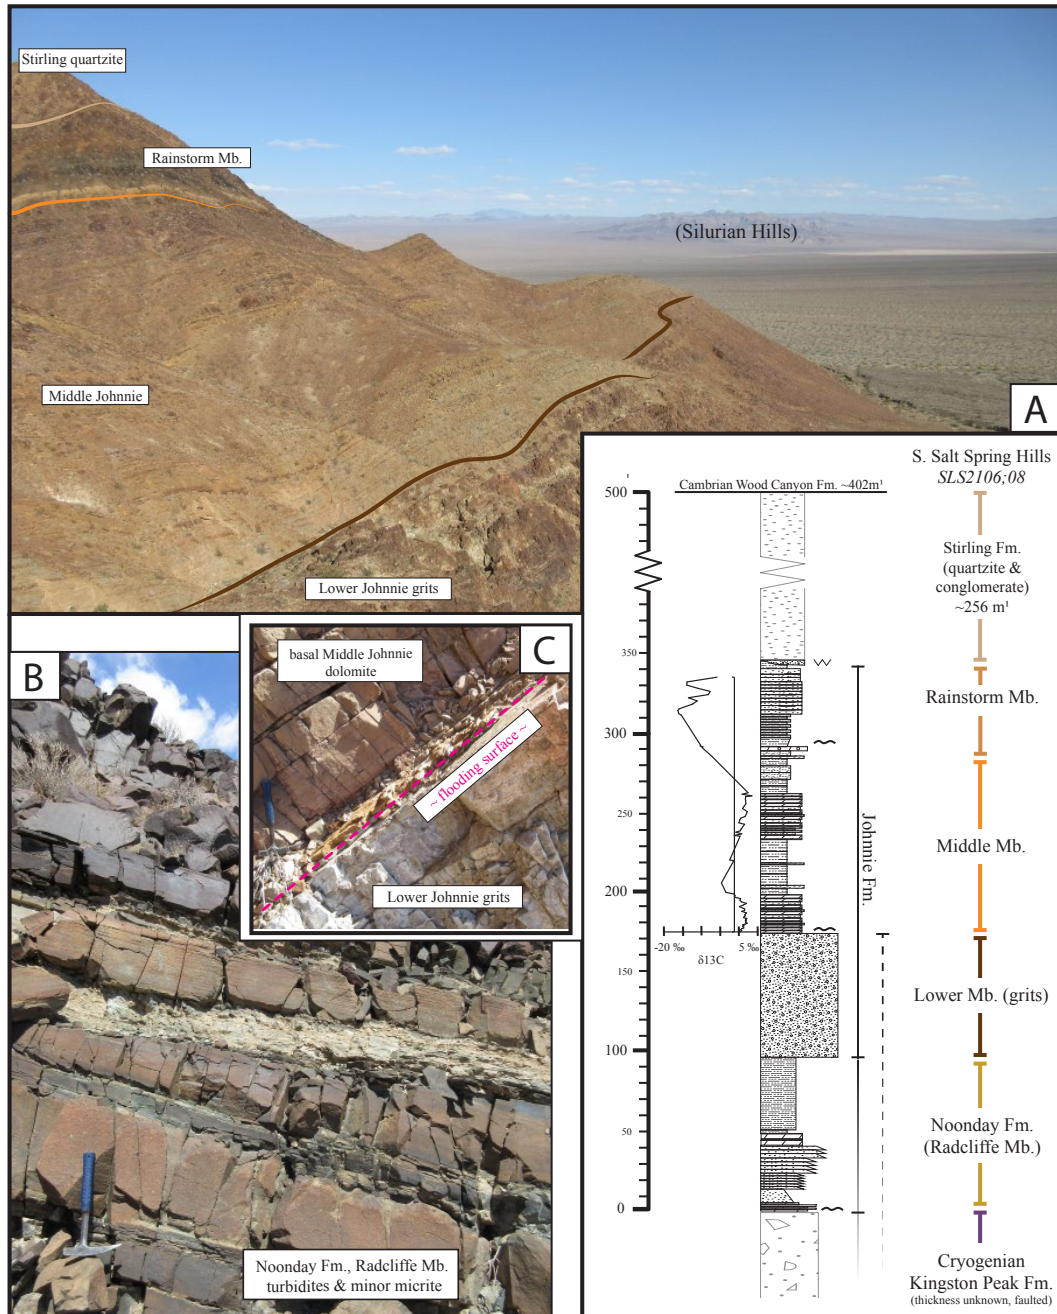 Stirling quartzite
Rainstorm Mb.
(Silurian Hills)
Middle Johnnie
Lower Johnnie grits
A
B
C
basal Middle Johnnie
dolomite
~ flooding surface ~
Lower Johnnie grits
Noonday Fm., Radcliffe Mb.
turbidites & minor micrite
S. Salt Spring Hills
SLS2106;08
Cambrian Wood Canyon Fm. ~402m¹
500
350
300
250
200
150
100
50
0
-20 ‰
5 ‰
δ13C
Johnnie Fm.
Stirling Fm.
(quartzite &
conglomerate)
~256 m¹
Rainstorm Mb.
Middle Mb.
Lower Mb. (grits)
Noonday Fm.
(Radcliffe Mb.)
Cryogenian
Kingston Peak Fm.
(thickness unknown, faulted)